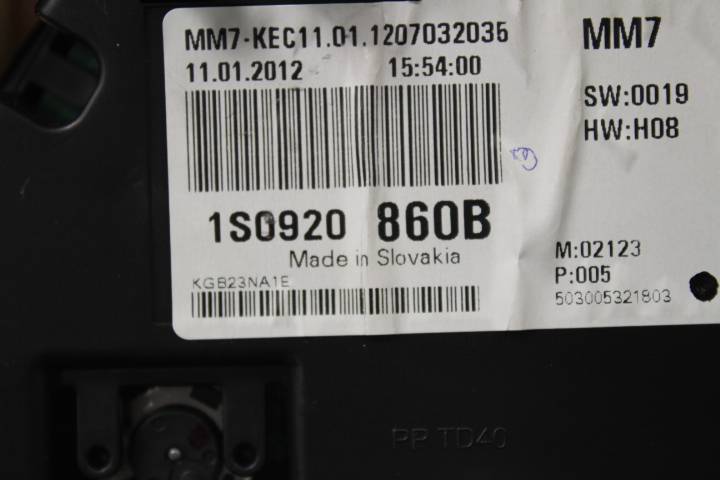 MM7-KEC11.01.1207032035
11.01.2012 15:54:00
1S0920 860B
Made in Slovakia
KGB23NA1E
MM7
SW:0019
HW:H08
M:02123
P:005
503005321803
PP TD40